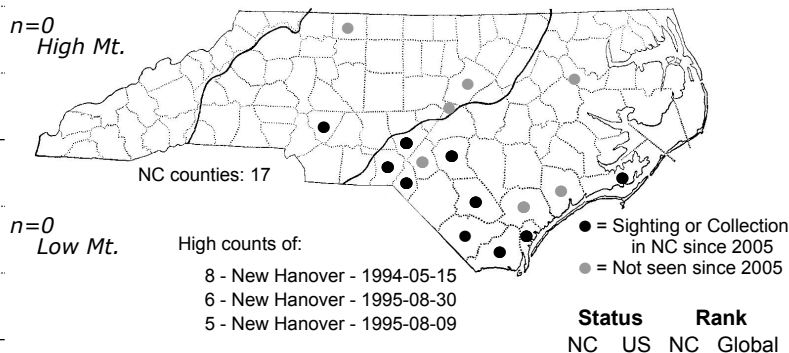 n=0
High Mt.
NC counties: 17
n=0
Low Mt.
High counts of:
8 - New Hanover - 1994-05-15
6 - New Hanover - 1995-08-30
5 - New Hanover - 1995-08-09
= Sighting or Collection
in NC since 2005
= Not seen since 2005
Status Rank
NC US NC Global